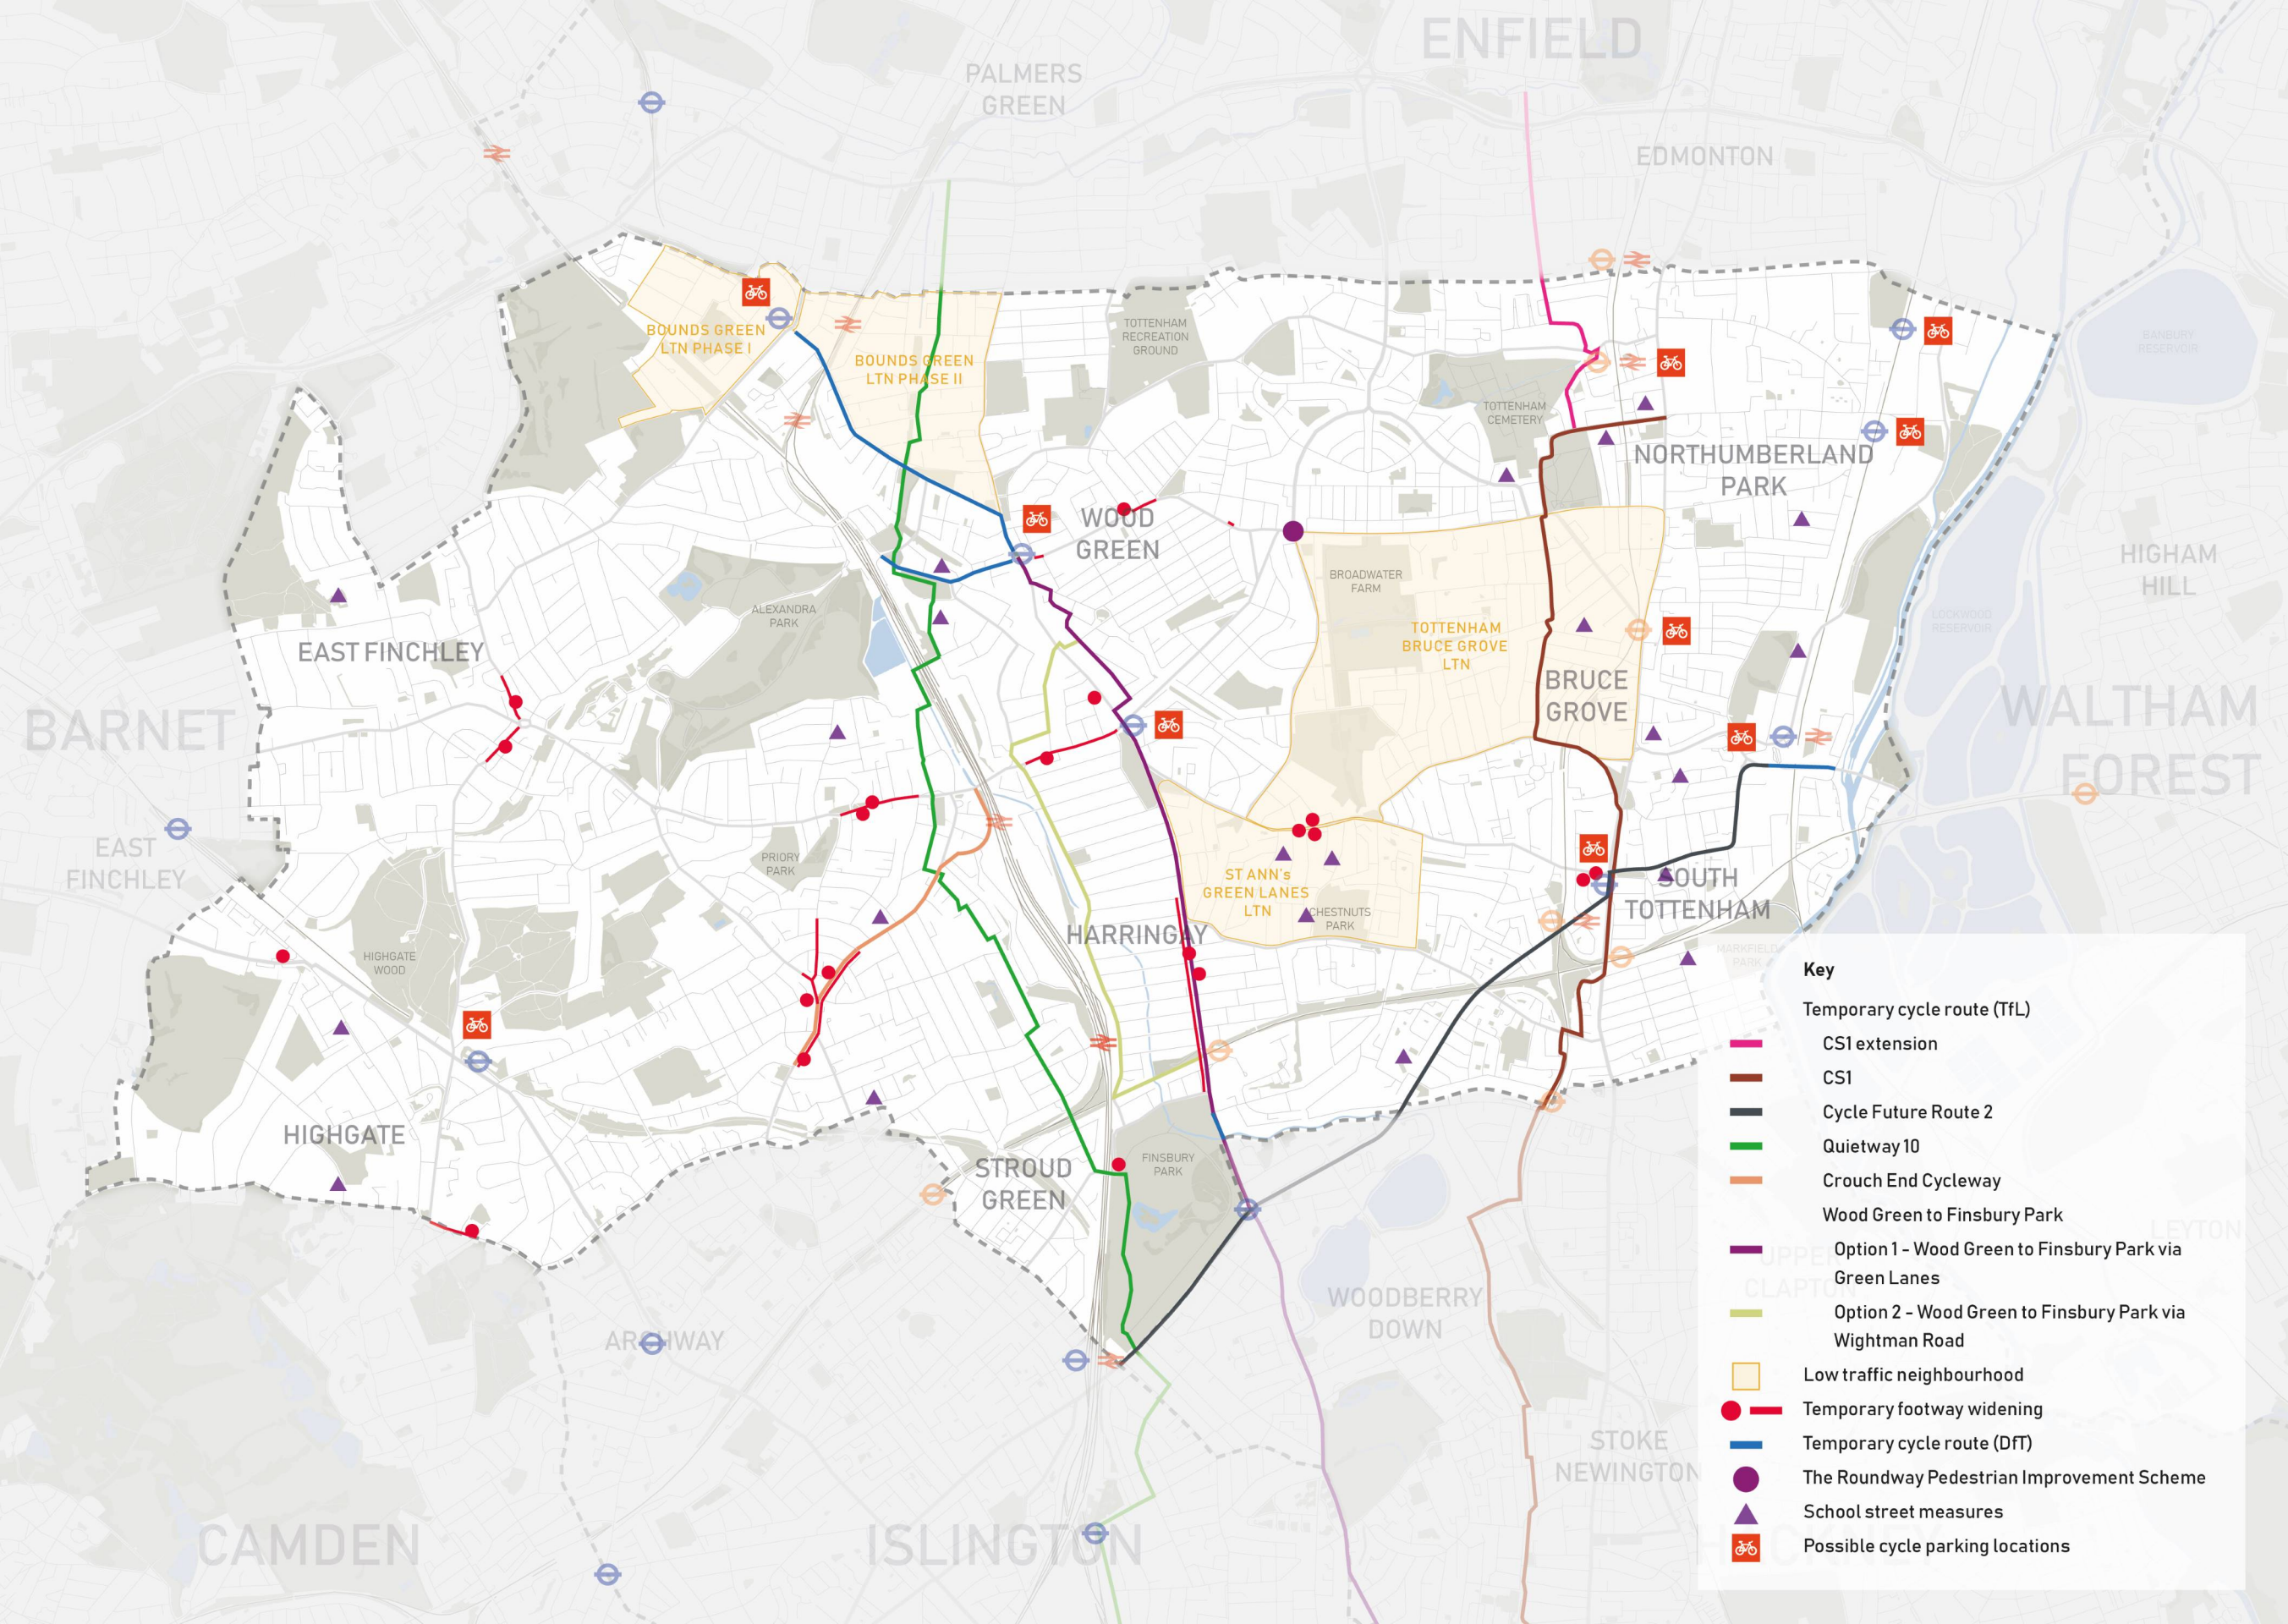 ENFIELD
PALMERS
GREEN
EDMONTON
BOUNDS GREEN
LTN PHASE I
BOUNDS GREEN
LTN PHASE II
TOTTENHAM
RECREATION
GROUND
BANBURY
RESERVOIR
TOTTENHAM
CEMETERY
NORTHUMBERLAND
PARK
WOOD
GREEN
BROADWATER
FARM
HIGHAM
HILL
ALEXANDRA
PARK
LOCKWOOD
RESERVOIR
EAST FINCHLEY
TOTTENHAM
BRUCE GROVE
LTN
BRUCE
GROVE
BARNET
WALTHAM
FOREST
EAST
FINCHLEY
PRIORY
PARK
ST ANN's
GREEN LANES
LTN
CHESTNUTS
PARK
SOUTH
TOTTENHAM
HARRINGAY
HIGHGATE
WOOD
MARKFIELD
PARK
HIGHGATE
STROUD
GREEN
FINSBURY
PARK
WOODBERRY
DOWN
UPPER
CLAPTON
LEYTON
ARCHWAY
STOKE
NEWINGTON
CAMDEN
ISLINGTON
Key
Temporary cycle route (TfL)
CS1 extension
CS1
Cycle Future Route 2
Quietway 10
Crouch End Cycleway
Wood Green to Finsbury Park
Option 1 - Wood Green to Finsbury Park via
Green Lanes
Option 2 - Wood Green to Finsbury Park via
Wightman Road
Low traffic neighbourhood
Temporary footway widening
Temporary cycle route (DfT)
The Roundway Pedestrian Improvement Scheme
School street measures
Possible cycle parking locations